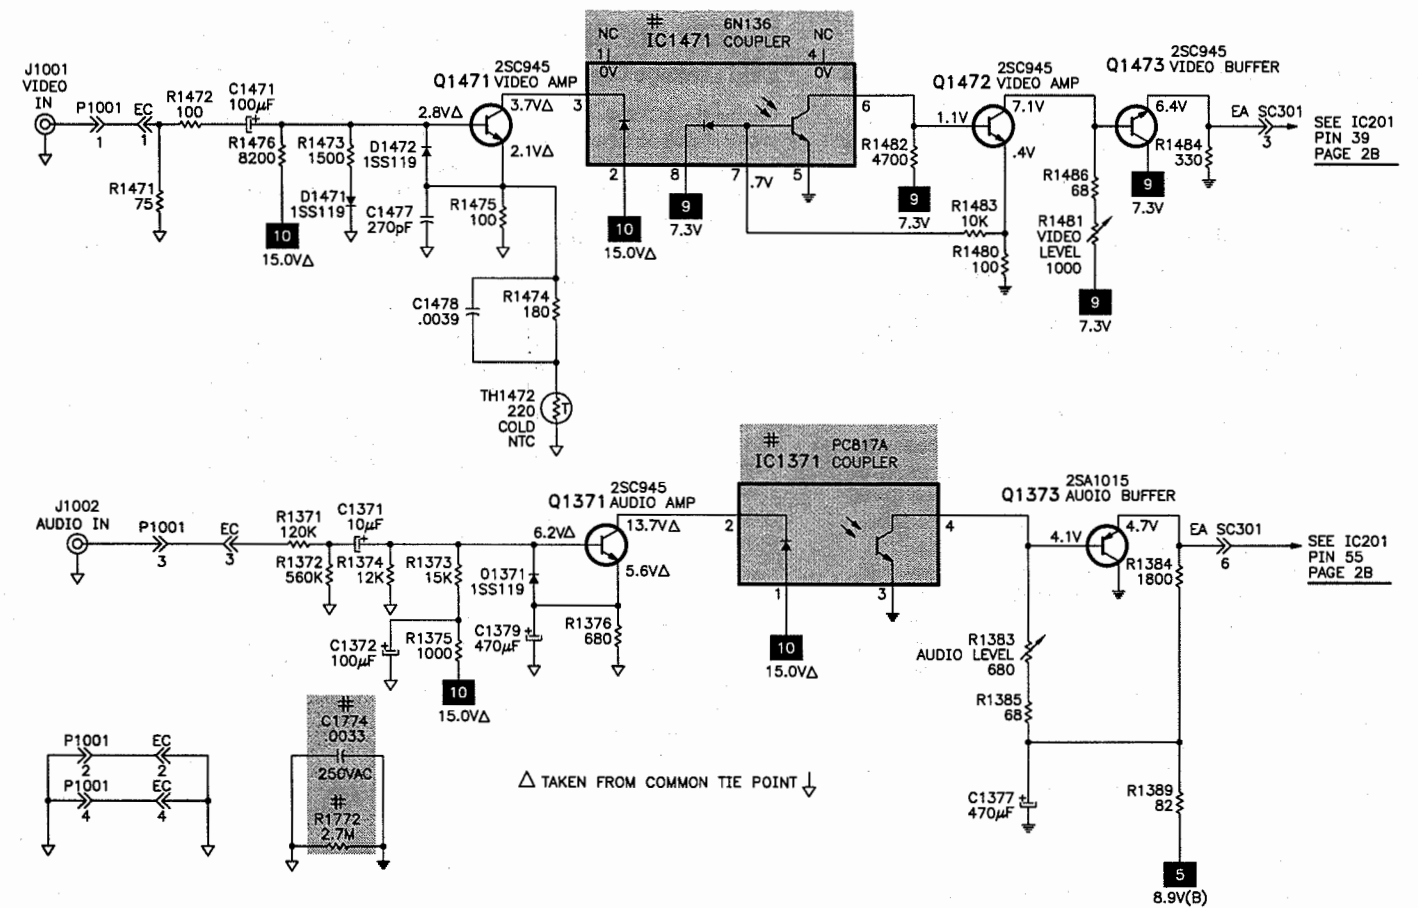 J1001
VIDEO
IN
P1001
1
EC
1
R1472
100
C1471
100μF
+
R1471
75
R1476
8200
10
15.0V△
R1473
1500
D1471
1SS119
D1472
1SS119
2.8V△
C1477
270pF
Q1471 2SC945
VIDEO AMP
3.7V△
2.1V△
R1475
100
C1478
.0039
R1474
180
TH1472
220
COLD
NTC
T
#
6N136
IC1471 COUPLER
NC
1
0V
NC
4
0V
3
2
8
7
.7V
5
6
10
15.0V△
9
7.3V
R1482
4700
9
7.3V
1.1V
Q1472 2SC945
VIDEO AMP
7.1V
.4V
R1483
10K
R1480
100
R1486
68
R1481
VIDEO
LEVEL
1000
9
7.3V
Q1473 2SC945
VIDEO BUFFER
6.4V
9
7.3V
R1484
330
EA SC301
3
SEE IC201
PIN 39
PAGE 2B
J1002
AUDIO IN
P1001
3
EC
3
R1371
120K
R1372
560K
C1371
10μF
+
R1374
12K
R1373
15K
C1372
100μF
+
R1375
1000
10
15.0V△
6.2V△
D1371
1SS119
C1379
470μF
+
Q1371 2SC945
AUDIO AMP
13.7V△
5.6V△
R1376
680
#
PC817A
IC1371 COUPLER
2
1
3
4
10
15.0V△
Q1373 2SA1015
AUDIO BUFFER
4.1V
4.7V
EA SC301
6
R1384
1800
SEE IC201
PIN 55
PAGE 2B
R1383
AUDIO LEVEL
680
R1385
68
C1377
470μF
+
R1389
82
5
8.9V(B)
P1001
2
EC
2
P1001
4
EC
4
#
C1774
.0033
250VAC
#
R1772
2.7M
△ TAKEN FROM COMMON TIE POINT